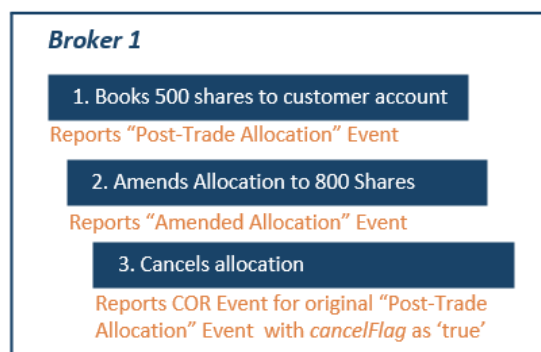 Broker 1
1. Books 500 shares to customer account
Reports “Post-Trade Allocation” Event
2. Amends Allocation to 800 Shares
Reports “Amended Allocation” Event
3. Cancels allocation
Reports COR Event for original “Post-Trade
Allocation” Event with cancelFlag as ‘true’